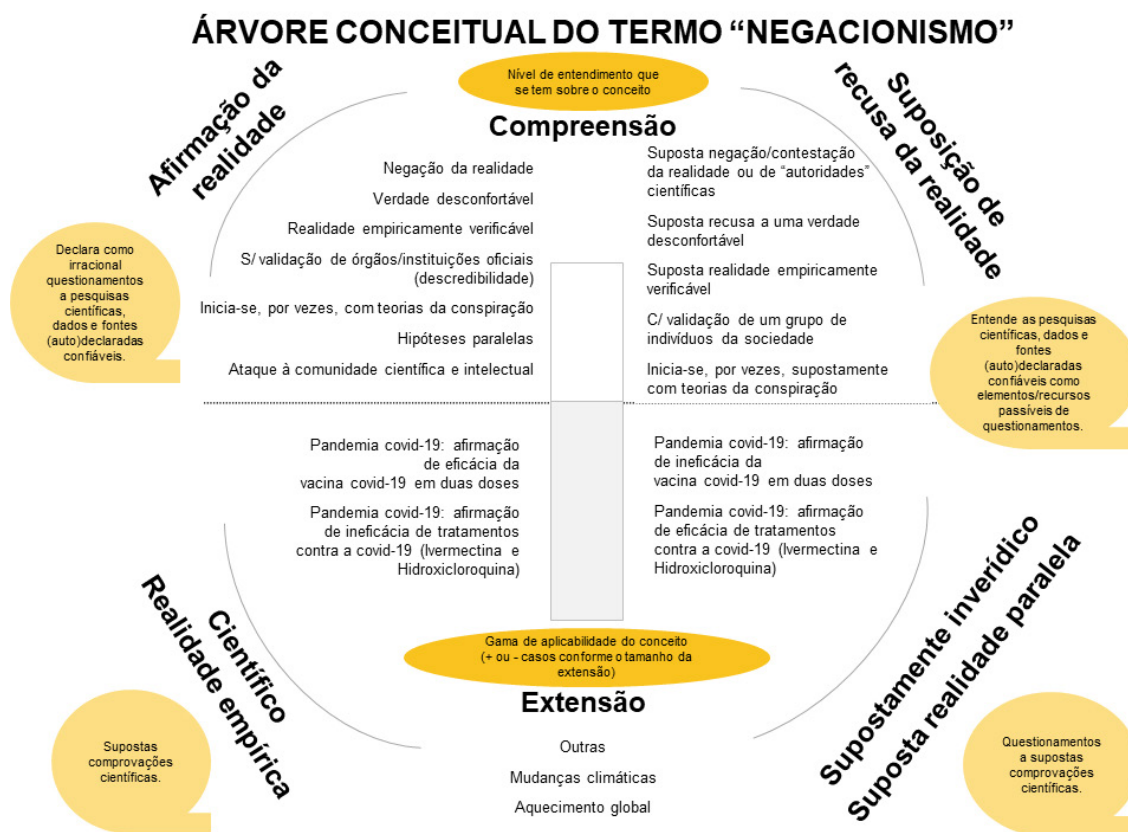 ÁRVORE CONCEITUAL DO TERMO “NEGACIONISMO”
Nível de entendimento que
se tem sobre o conceito
Compreensão
Afirmação da
realidade
Suposição de
recusa da realidade
Negação da realidade
Verdade desconfortável
Realidade empiricamente verificável
S/ validação de órgãos/instituições oficiais
(descredibilidade)
Inicia-se, por vezes, com teorias da conspiração
Hipóteses paralelas
Ataque à comunidade científica e intelectual
Suposta negação/contestação
da realidade ou de “autoridades”
científicas
Suposta recusa a uma verdade
desconfortável
Suposta realidade empiricamente
verificável
C/ validação de um grupo de
indivíduos da sociedade
Inicia-se, por vezes, supostamente
com teorias da conspiração
Declara como
irracional
questionamentos
a pesquisas
científicas,
dados e fontes
(auto)declaradas
confiáveis.
Entende as pesquisas
científicas, dados e
fontes
(auto)declaradas
confiáveis como
elementos/recursos
passíveis de
questionamentos.
Pandemia covid-19: afirmação
de eficácia da
vacina covid-19 em duas doses
Pandemia covid-19: afirmação
de ineficácia de tratamentos
contra a covid-19 (Ivermectina e
Hidroxicloroquina)
Pandemia covid-19: afirmação
de ineficácia da
vacina covid-19 em duas doses
Pandemia covid-19: afirmação
de eficácia de tratamentos
contra a covid-19 (Ivermectina e
Hidroxicloroquina)
Científico
Realidade empírica
Supostamente inverídico
Suposta realidade paralela
Gama de aplicabilidade do conceito
(+ ou - casos conforme o tamanho da
extensão)
Extensão
Outras
Mudanças climáticas
Aquecimento global
Supostas
comprovações
científicas.
Questionamentos
a supostas
comprovações
científicas.